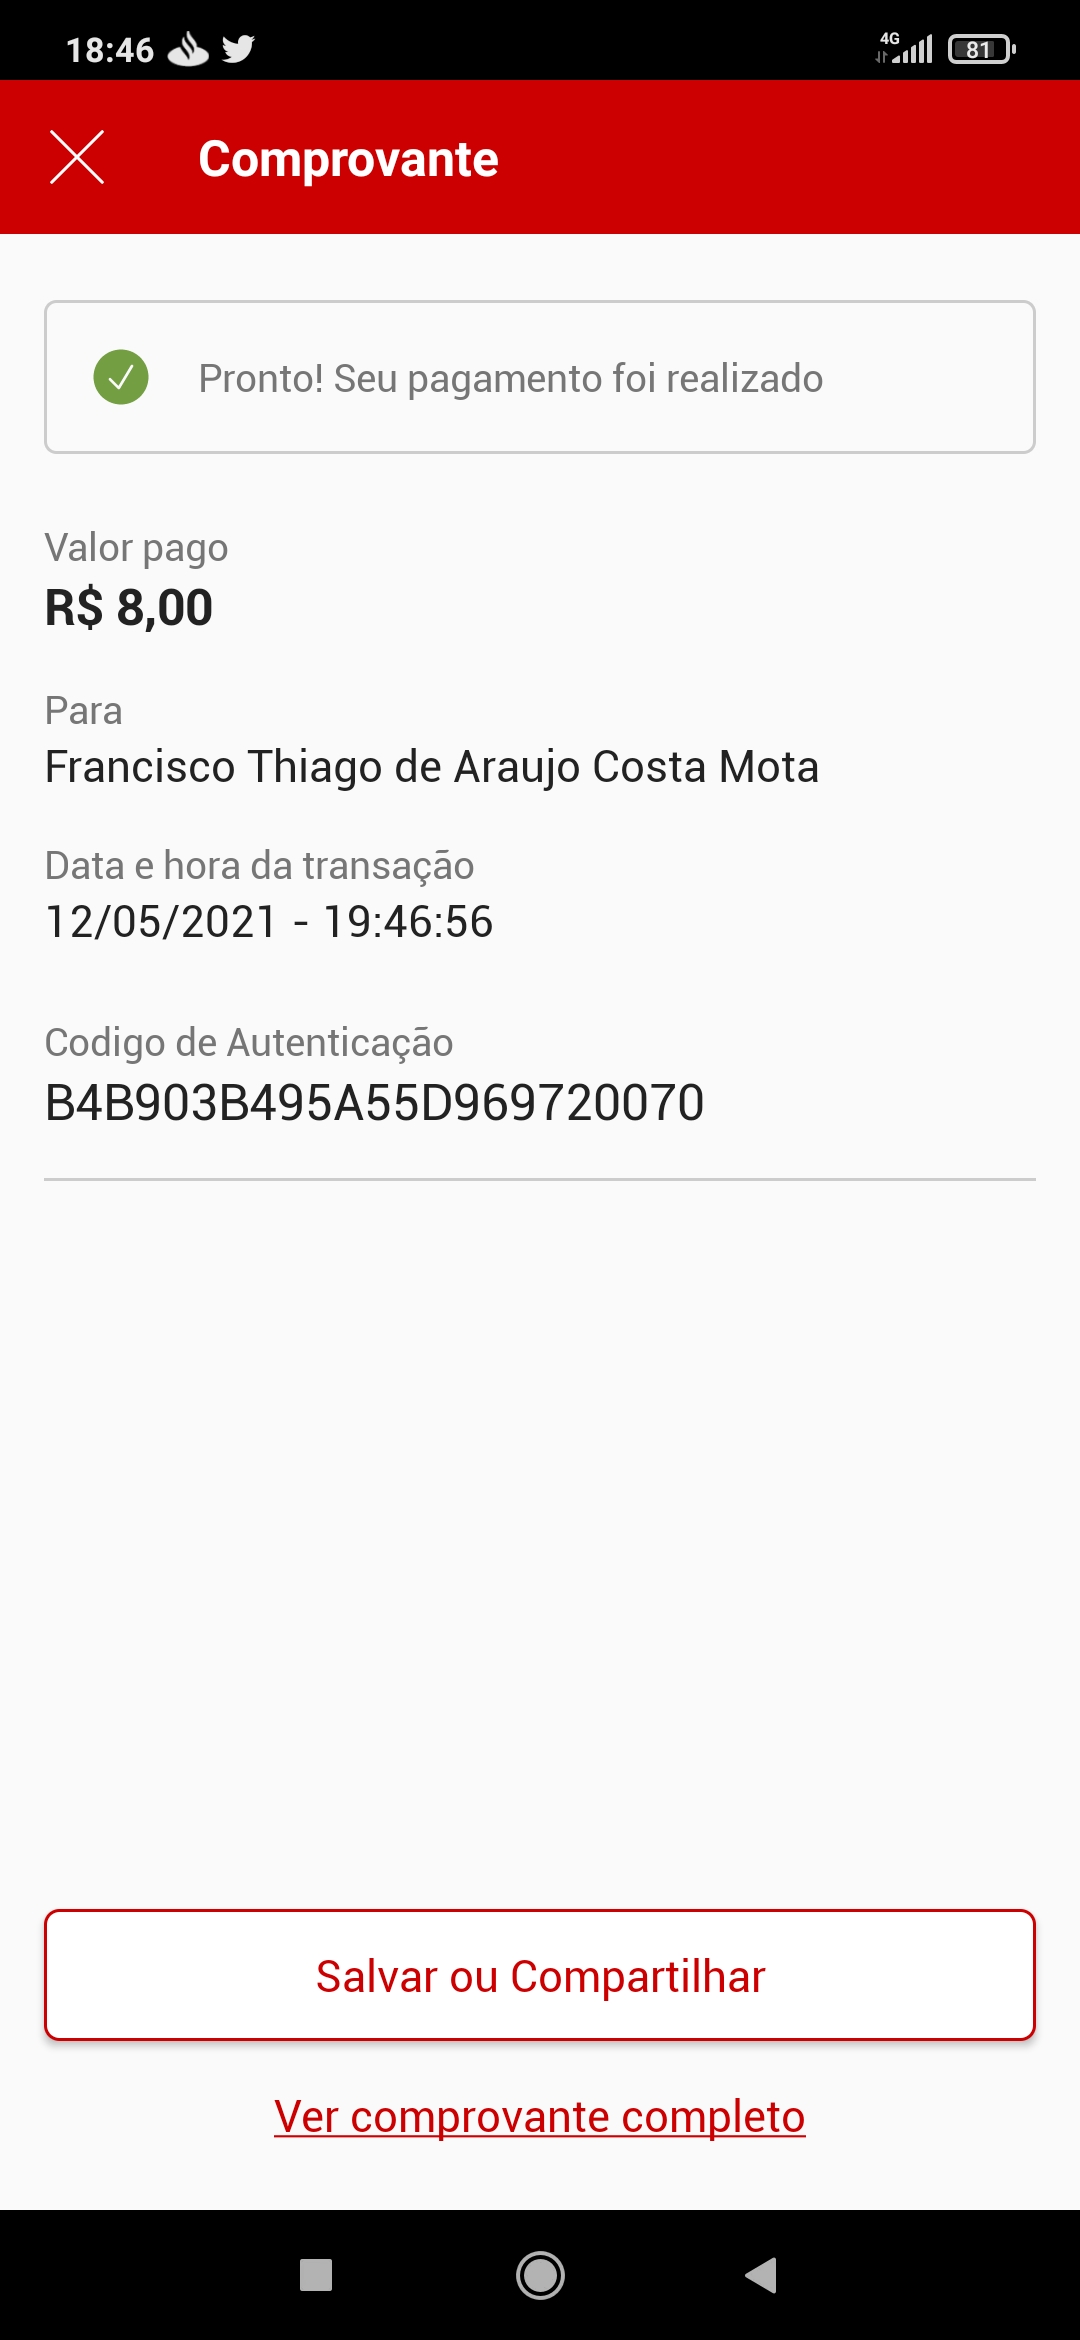 18:46
4G
81
Comprovante
Pronto! Seu pagamento foi realizado
Valor pago
R$ 8,00
Para
Francisco Thiago de Araujo Costa Mota
Data e hora da transação
12/05/2021 - 19:46:56
Codigo de Autenticação
B4B903B495A55D969720070
Salvar ou Compartilhar
Ver comprovante completo